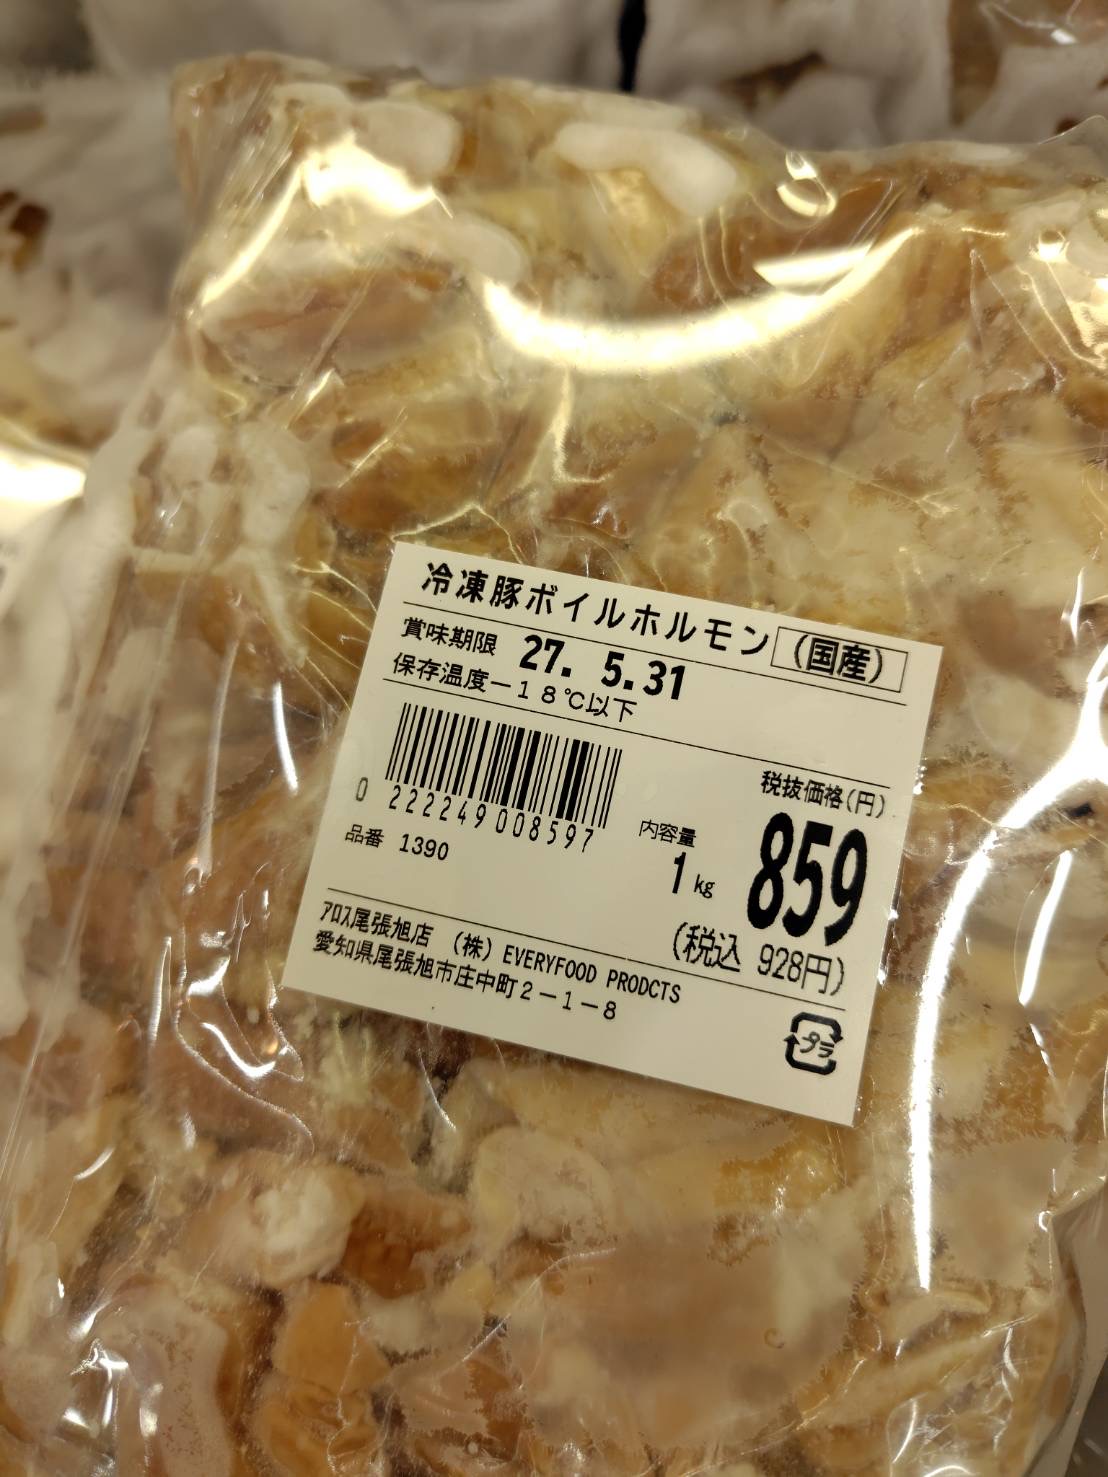 冷凍豚ボイルホルモン(国産)
賞味期限 27. 5.31
保存温度－１８℃以下
0 222249 008597
品番 1390
税抜価格(円)
内容量 1kg 859
(税込 928円)
ｱﾛｽ尾張旭店 (株) EVERYFOOD PRODCTS
愛知県尾張旭市庄中町２－１－８
プラ